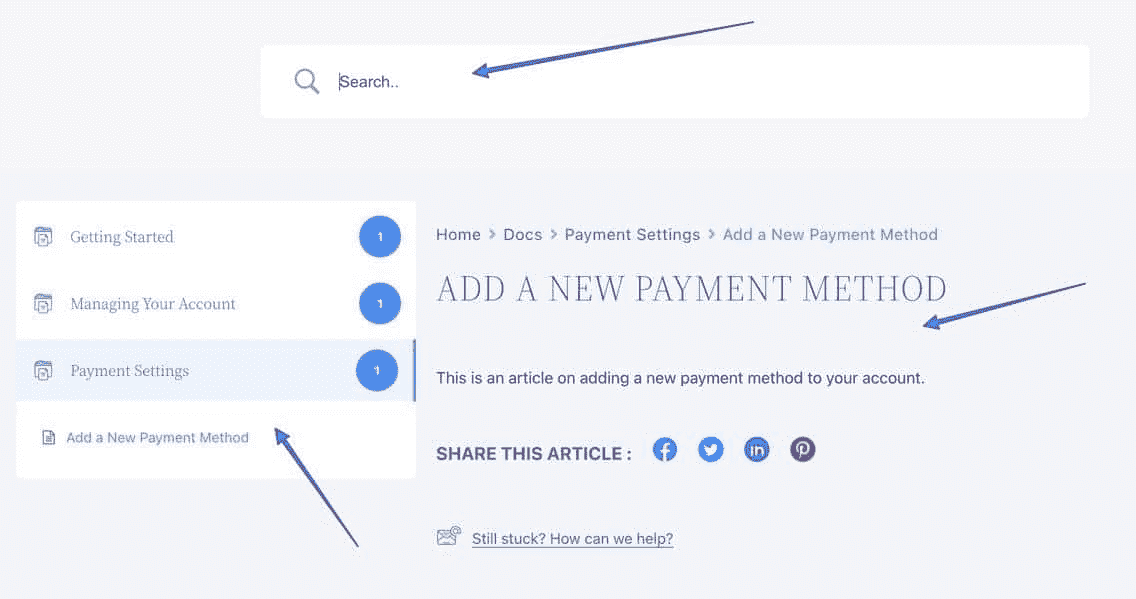 Search..
Getting Started 1
Managing Your Account 1
Payment Settings 1
Add a New Payment Method
Home > Docs > Payment Settings > Add a New Payment Method
ADD A NEW PAYMENT METHOD
This is an article on adding a new payment method to your account.
SHARE THIS ARTICLE :
Still stuck? How can we help?